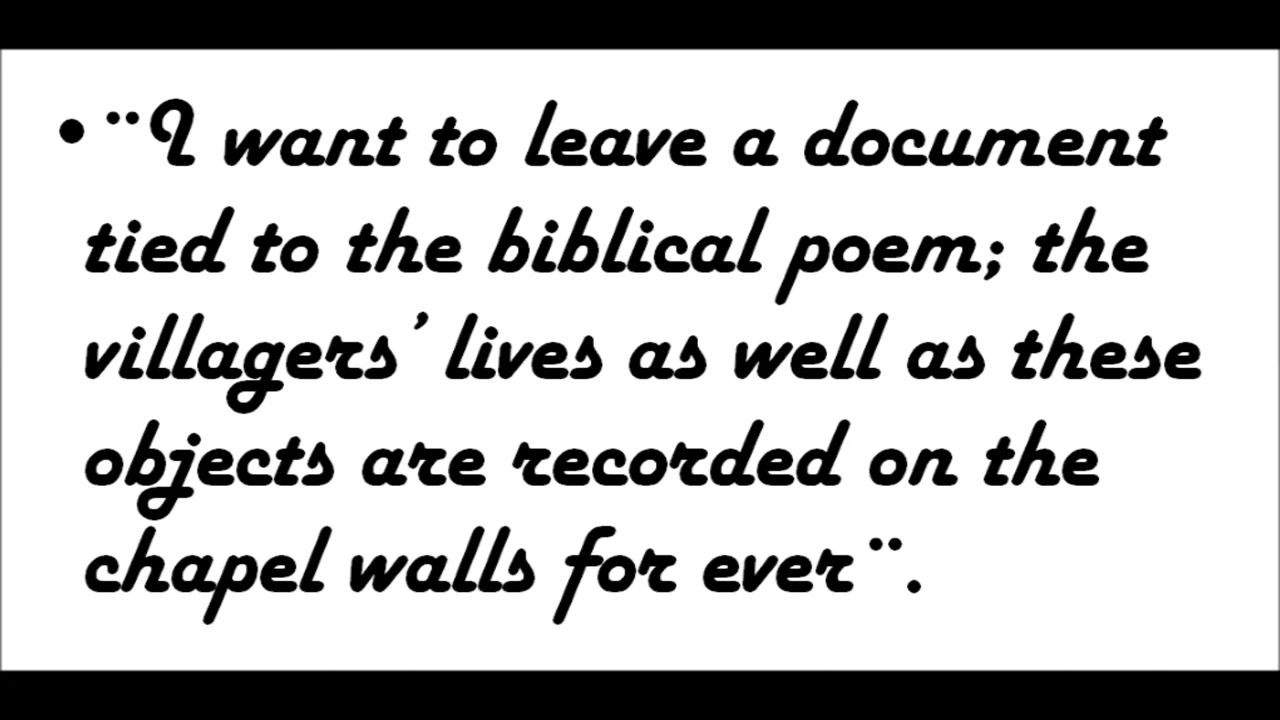 • ¨I want to leave a document
tied to the biblical poem; the
villagers’ lives as well as these
objects are recorded on the
chapel walls for ever¨.